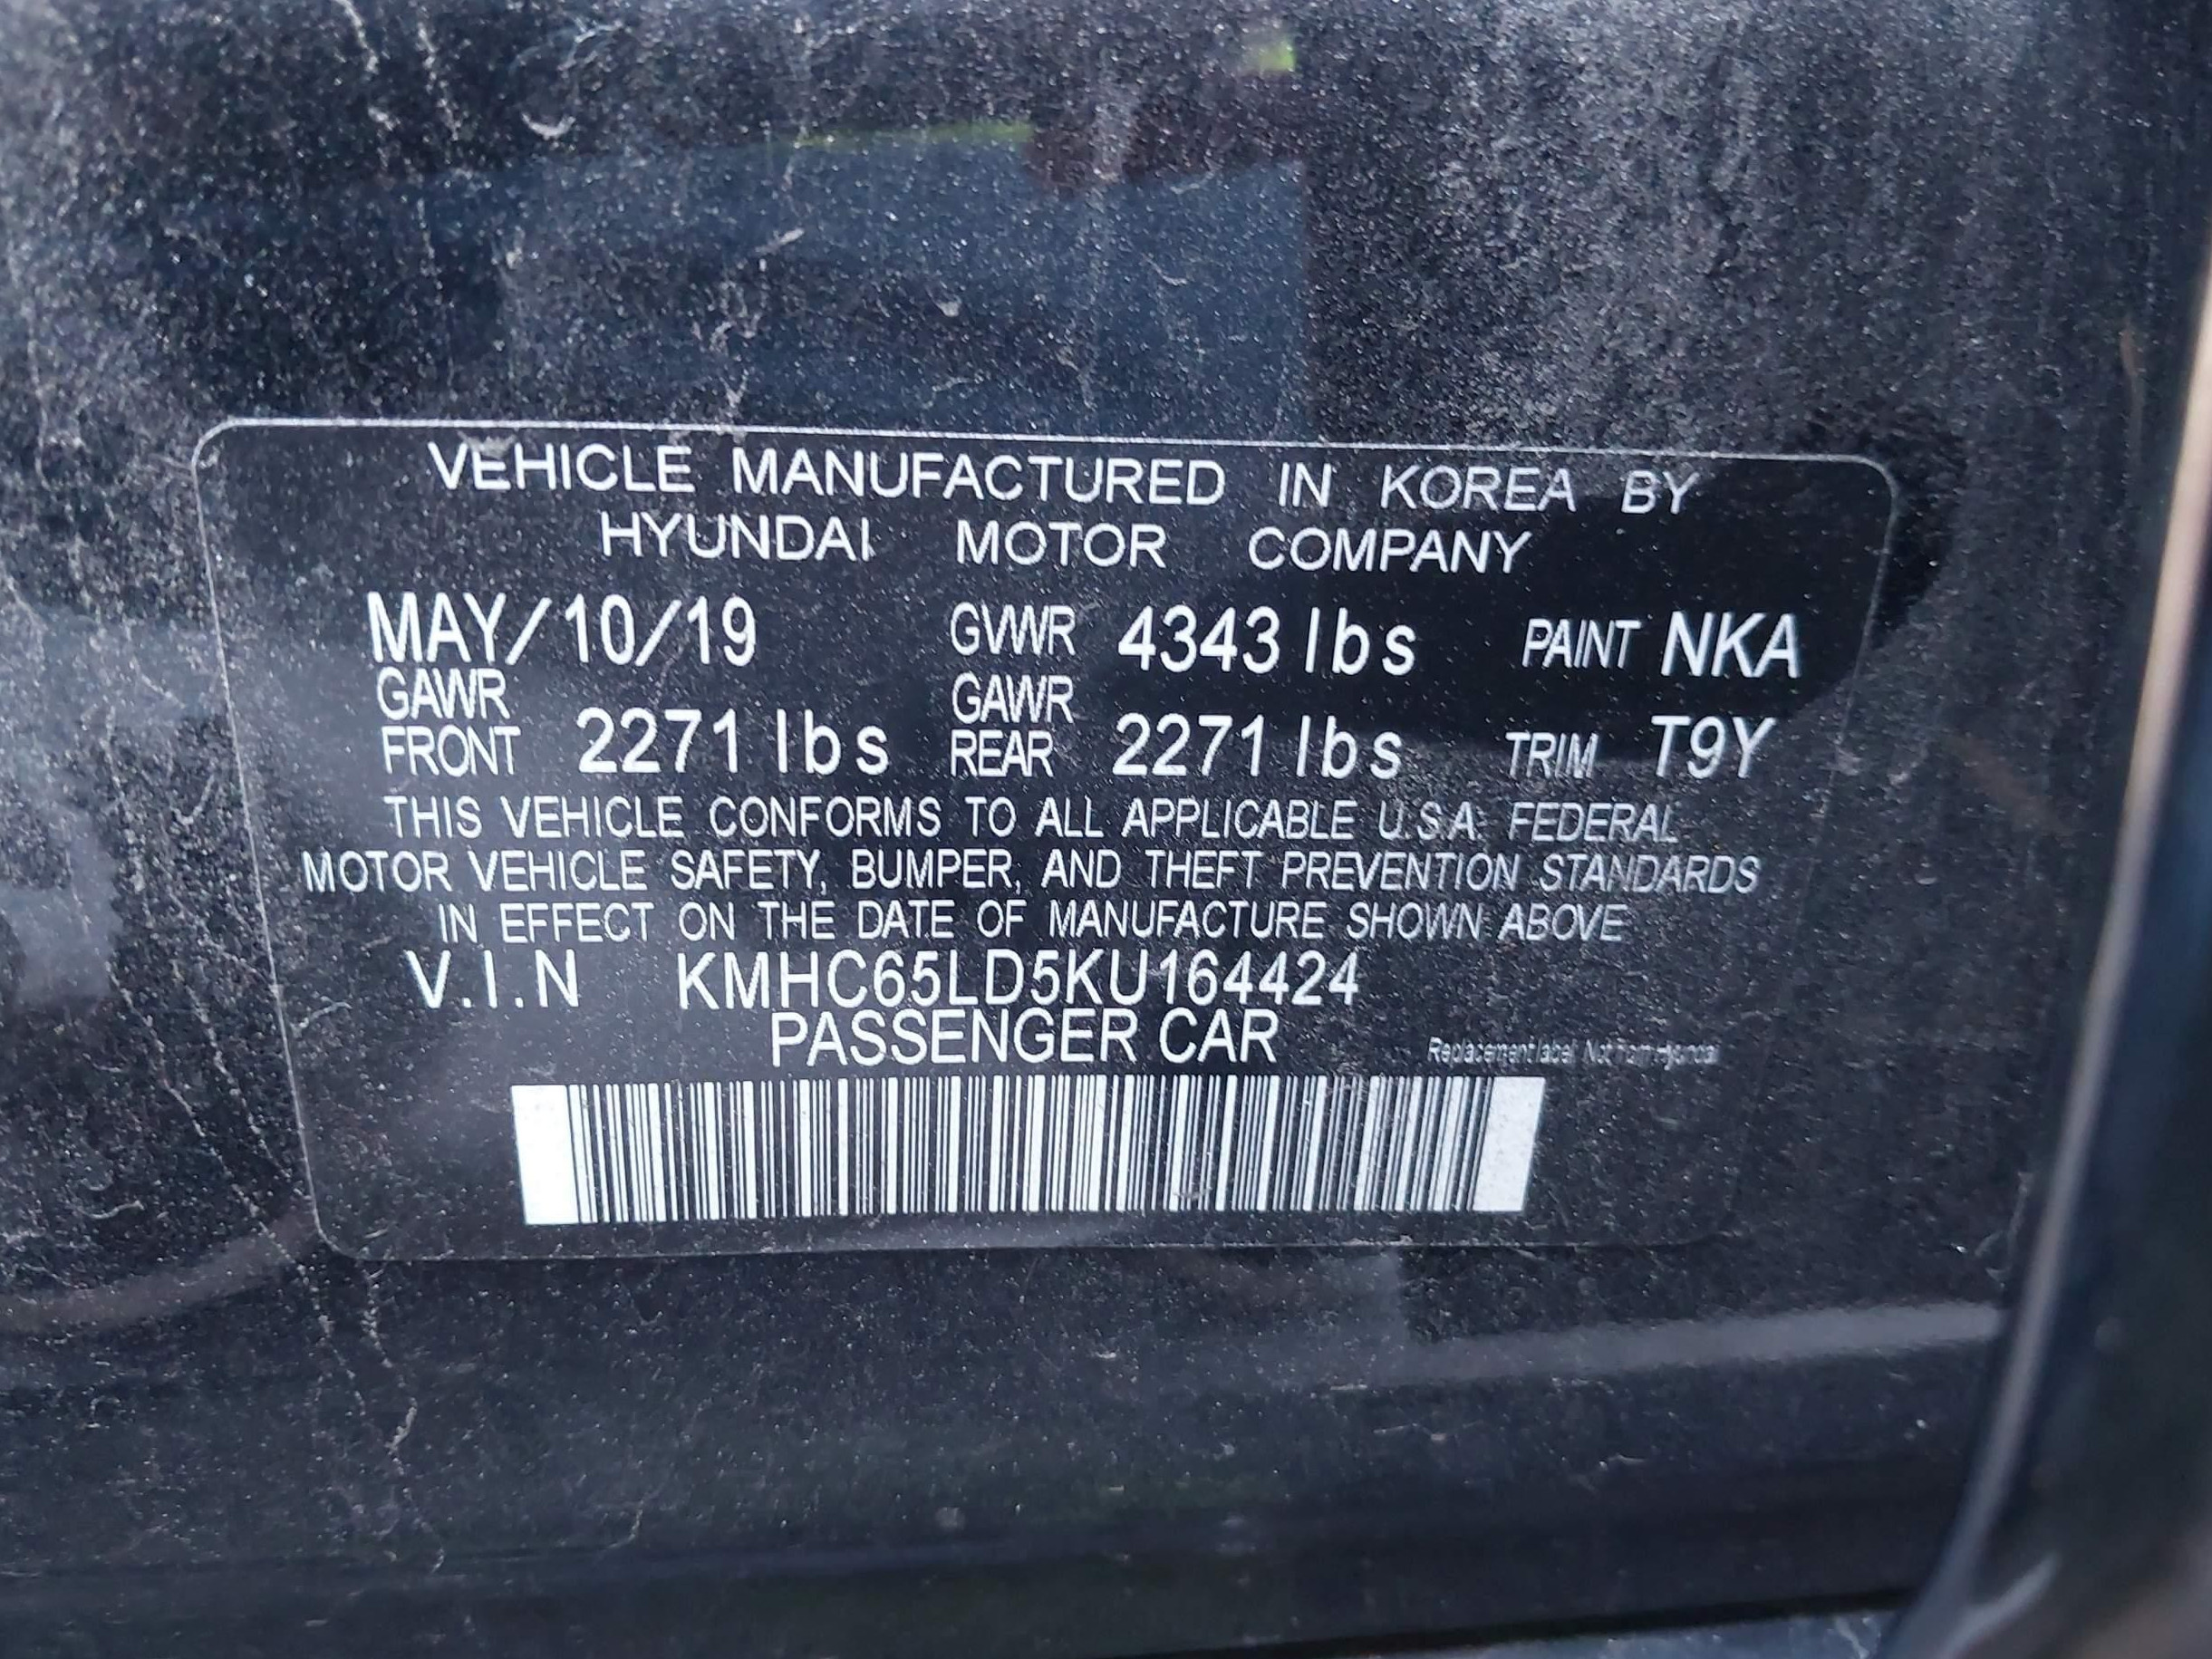 VEHICLE MANUFACTURED IN KOREA BY
HYUNDAI MOTOR COMPANY
MAY/10/19 GVWR 4343 lbs PAINT NKA
GAWR FRONT 2271 lbs GAWR REAR 2271 lbs TRIM T9Y
THIS VEHICLE CONFORMS TO ALL APPLICABLE U.S.A. FEDERAL
MOTOR VEHICLE SAFETY, BUMPER, AND THEFT PREVENTION STANDARDS
IN EFFECT ON THE DATE OF MANUFACTURE SHOWN ABOVE
V.I.N KMHC65LD5KU164424
PASSENGER CAR
Replacement label. Not from Hyundai